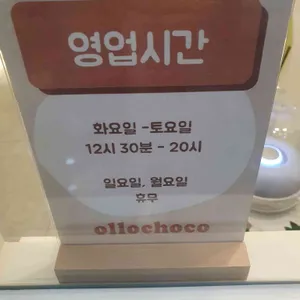 영업시간
화요일 -토요일
12시 30분 - 20시
일요일, 월요일
휴무
ollochoco